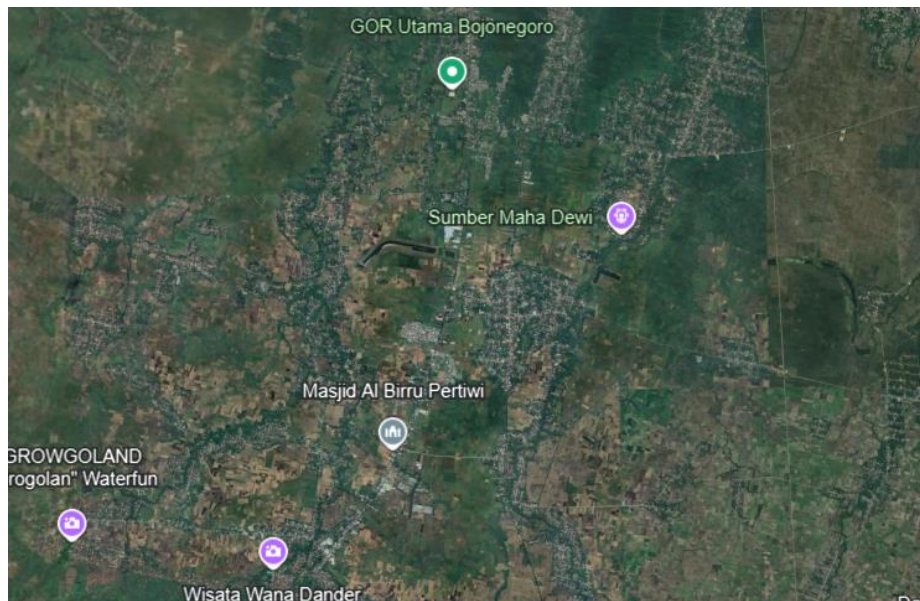 GOR Utama Bojonegoro
Sumber Maha Dewi
Masjid Al Birru Pertiwi
GROWGOLAND
rogolan" Waterfun
Wisata Wana Dander